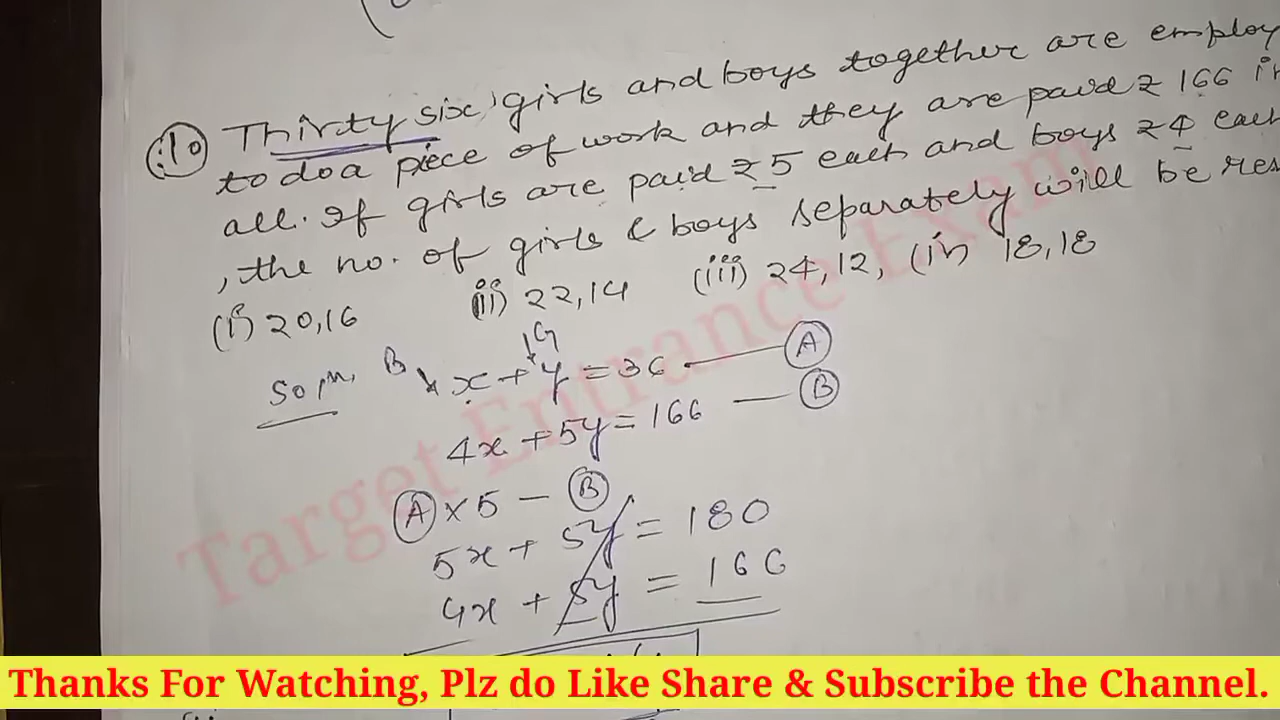 :10 Thirty six girls and boys together are employ
to do a piece of work and they are paid ₹ 166 in
all. If girls are paid ₹5 each and boys ₹4 each
, the no. of girls & boys separately will be res
(i) 20,16 (ii) 22,14 (iii) 24,12, (iv) 18,18
G
Soln. B x + y = 36 — A
4x + 5y = 166 — B
A × 5 — B
5x + 5y = 180
4x + 5y = 166
Target Entrance Exam
Thanks For Watching, Plz do Like Share & Subscribe the Channel.